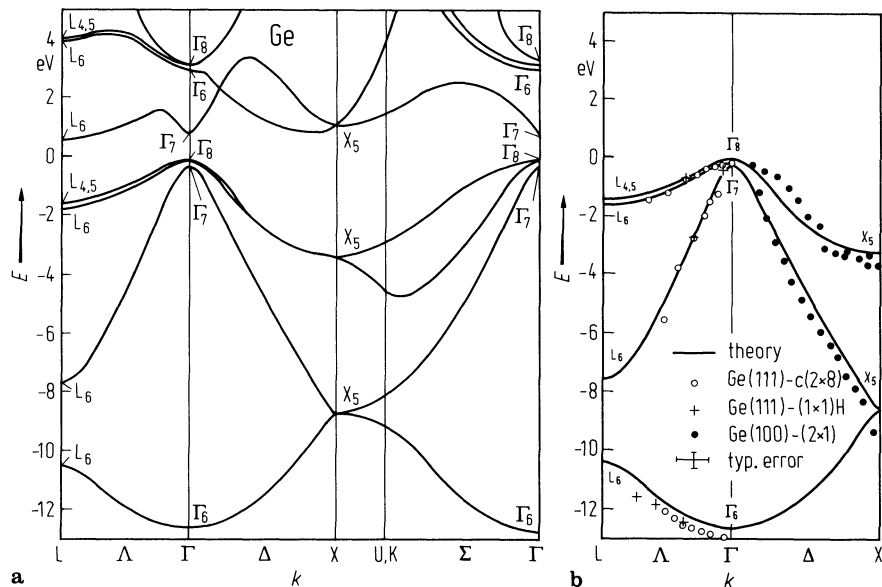 Ge
4
eV
2
0
-2
-4
-6
-8
-10
-12
E
L4,5
L6
L6
L4,5
L6
L6
L6
Γ8
Γ6
Γ7
Γ8
Γ7
Γ6
X5
X5
X5
Γ8
Γ6
Γ7
Γ8
Γ7
Γ6
L Λ Γ Δ X U,K Σ Γ
a k
4
eV
2
0
-2
-4
-6
-8
-10
-12
E
Γ8
L4,5
L6
Γ7
X5
L6
theory
X5
Ge(111)-c(2×8)
Ge(111)-(1×1)H
Ge(100)-(2×1)
typ. error
L6
Γ6
L Λ Γ Δ X
b k